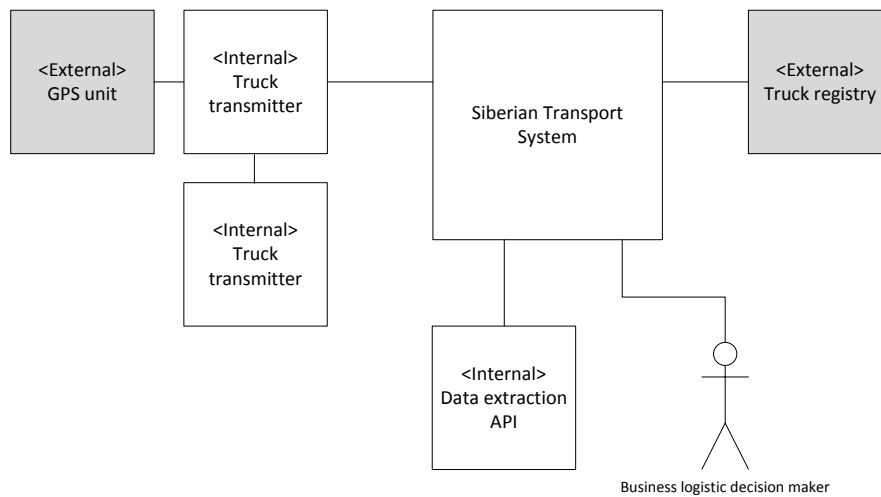 <External>
GPS unit
<Internal>
Truck
transmitter
Siberian Transport
System
<External>
Truck registry
<Internal>
Truck
transmitter
<Internal>
Data extraction
API
Business logistic decision maker